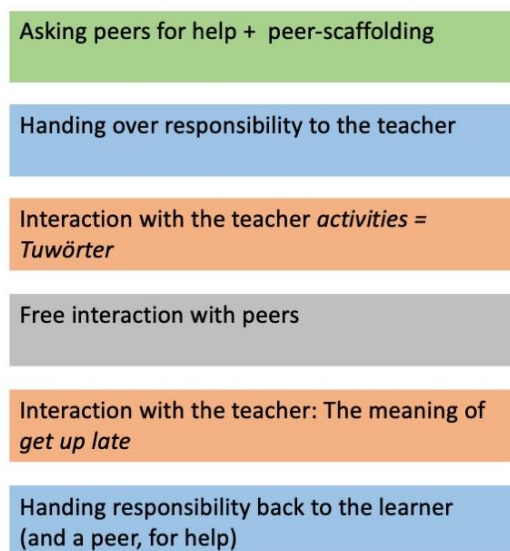 Asking peers for help + peer-scaffolding
Handing over responsibility to the teacher
Interaction with the teacher activities =
Tuwörter
Free interaction with peers
Interaction with the teacher: The meaning of
get up late
Handing responsibility back to the learner
(and a peer, for help)